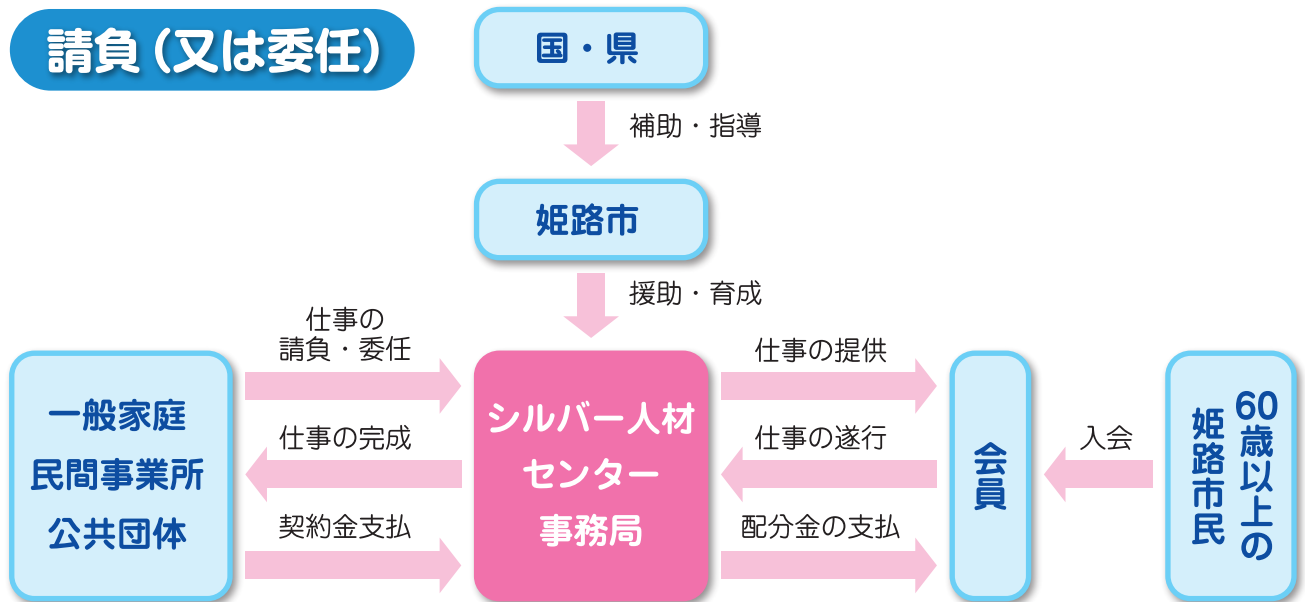 請負（又は委任）
国・県
補助・指導
姫路市
援助・育成
仕事の
請負・委任
仕事の完成
契約金支払
一般家庭
民間事業所
公共団体
シルバー人材
センター
事務局
仕事の提供
仕事の遂行
配分金の支払
会員
入会
60歳以上の
姫路市民